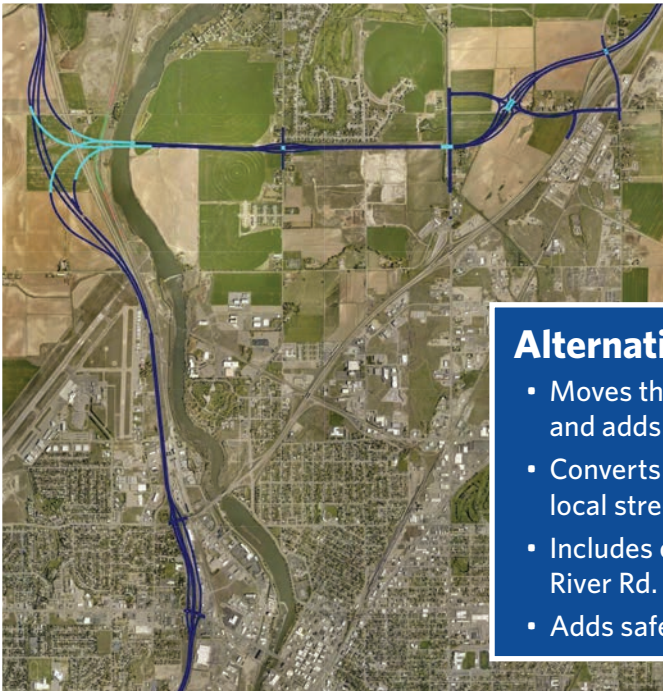 Alternati
• Moves th
and adds
• Converts
local stre
• Includes
River Rd.
• Adds safe